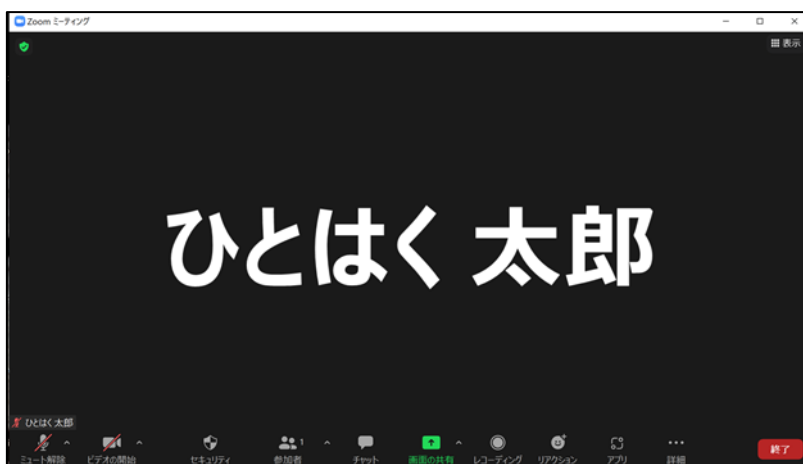 Zoom ミーティング
表示
ひとはく 太郎
ひとはく 太郎
ミュート解除 ビデオの開始 セキュリティ 参加者 1 チャット 画面の共有 レコーディング リアクション アプリ 詳細 終了